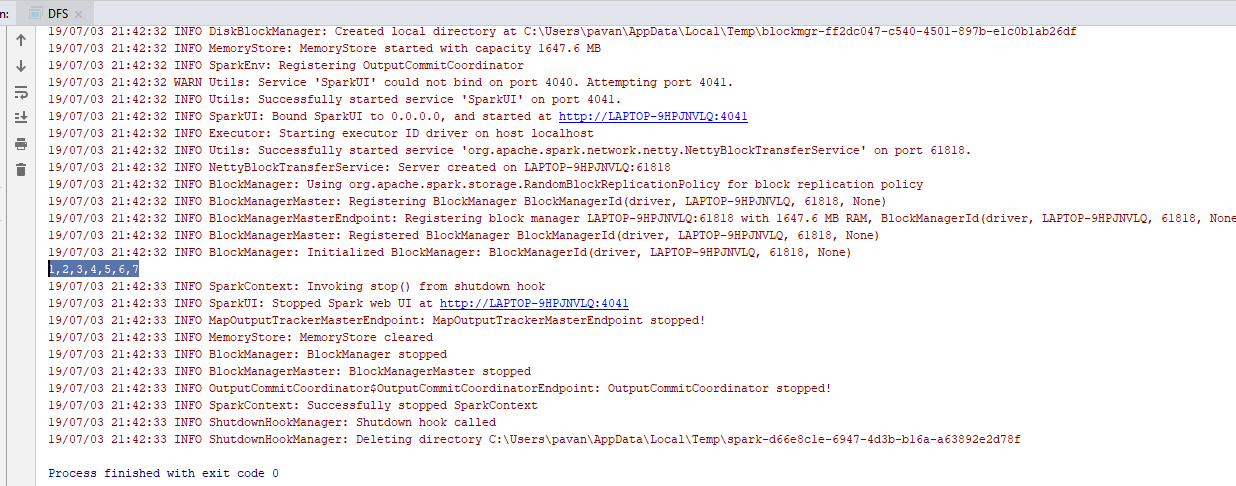 n: DFS ×
19/07/03 21:42:32 INFO DiskBlockManager: Created local directory at C:\Users\pavan\AppData\Local\Temp\blockmgr-ff2dc047-c540-4501-897b-e1c0b1ab26df
19/07/03 21:42:32 INFO MemoryStore: MemoryStore started with capacity 1647.6 MB
19/07/03 21:42:32 INFO SparkEnv: Registering OutputCommitCoordinator
19/07/03 21:42:32 WARN Utils: Service 'SparkUI' could not bind on port 4040. Attempting port 4041.
19/07/03 21:42:32 INFO Utils: Successfully started service 'SparkUI' on port 4041.
19/07/03 21:42:32 INFO SparkUI: Bound SparkUI to 0.0.0.0, and started at http://LAPTOP-9HPJNVLQ:4041
19/07/03 21:42:32 INFO Executor: Starting executor ID driver on host localhost
19/07/03 21:42:32 INFO Utils: Successfully started service 'org.apache.spark.network.netty.NettyBlockTransferService' on port 61818.
19/07/03 21:42:32 INFO NettyBlockTransferService: Server created on LAPTOP-9HPJNVLQ:61818
19/07/03 21:42:32 INFO BlockManager: Using org.apache.spark.storage.RandomBlockReplicationPolicy for block replication policy
19/07/03 21:42:32 INFO BlockManagerMaster: Registering BlockManager BlockManagerId(driver, LAPTOP-9HPJNVLQ, 61818, None)
19/07/03 21:42:32 INFO BlockManagerMasterEndpoint: Registering block manager LAPTOP-9HPJNVLQ:61818 with 1647.6 MB RAM, BlockManagerId(driver, LAPTOP-9HPJNVLQ, 61818, None
19/07/03 21:42:32 INFO BlockManagerMaster: Registered BlockManager BlockManagerId(driver, LAPTOP-9HPJNVLQ, 61818, None)
19/07/03 21:42:32 INFO BlockManager: Initialized BlockManager: BlockManagerId(driver, LAPTOP-9HPJNVLQ, 61818, None)
1,2,3,4,5,6,7
19/07/03 21:42:33 INFO SparkContext: Invoking stop() from shutdown hook
19/07/03 21:42:33 INFO SparkUI: Stopped Spark web UI at http://LAPTOP-9HPJNVLQ:4041
19/07/03 21:42:33 INFO MapOutputTrackerMasterEndpoint: MapOutputTrackerMasterEndpoint stopped!
19/07/03 21:42:33 INFO MemoryStore: MemoryStore cleared
19/07/03 21:42:33 INFO BlockManager: BlockManager stopped
19/07/03 21:42:33 INFO BlockManagerMaster: BlockManagerMaster stopped
19/07/03 21:42:33 INFO OutputCommitCoordinator$OutputCommitCoordinatorEndpoint: OutputCommitCoordinator stopped!
19/07/03 21:42:33 INFO SparkContext: Successfully stopped SparkContext
19/07/03 21:42:33 INFO ShutdownHookManager: Shutdown hook called
19/07/03 21:42:33 INFO ShutdownHookManager: Deleting directory C:\Users\pavan\AppData\Local\Temp\spark-d66e8c1e-6947-4d3b-b16a-a63892e2d78f
Process finished with exit code 0